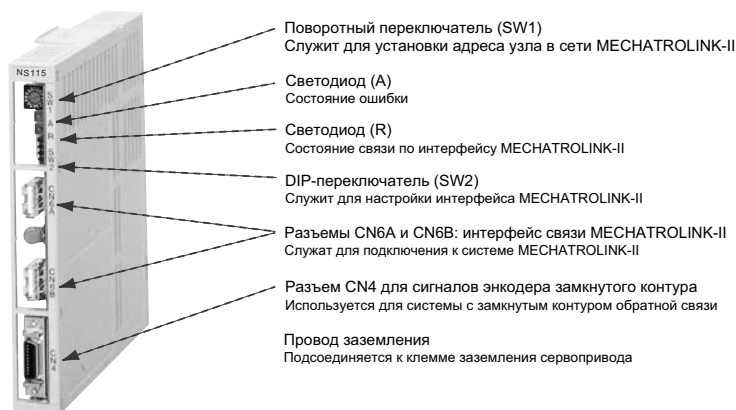 NS115
SW1
A
R
SW2
CN6A
CN6B
CN4
Поворотный переключатель (SW1)
Служит для установки адреса узла в сети MECHATROLINK-II
Светодиод (A)
Состояние ошибки
Светодиод (R)
Состояние связи по интерфейсу MECHATROLINK-II
DIP-переключатель (SW2)
Служит для настройки интерфейса MECHATROLINK-II
Разъемы CN6A и CN6B: интерфейс связи MECHATROLINK-II
Служат для подключения к системе MECHATROLINK-II
Разъем CN4 для сигналов энкодера замкнутого контура
Используется для системы с замкнутым контуром обратной связи
Провод заземления
Подсоединяется к клемме заземления сервопривода